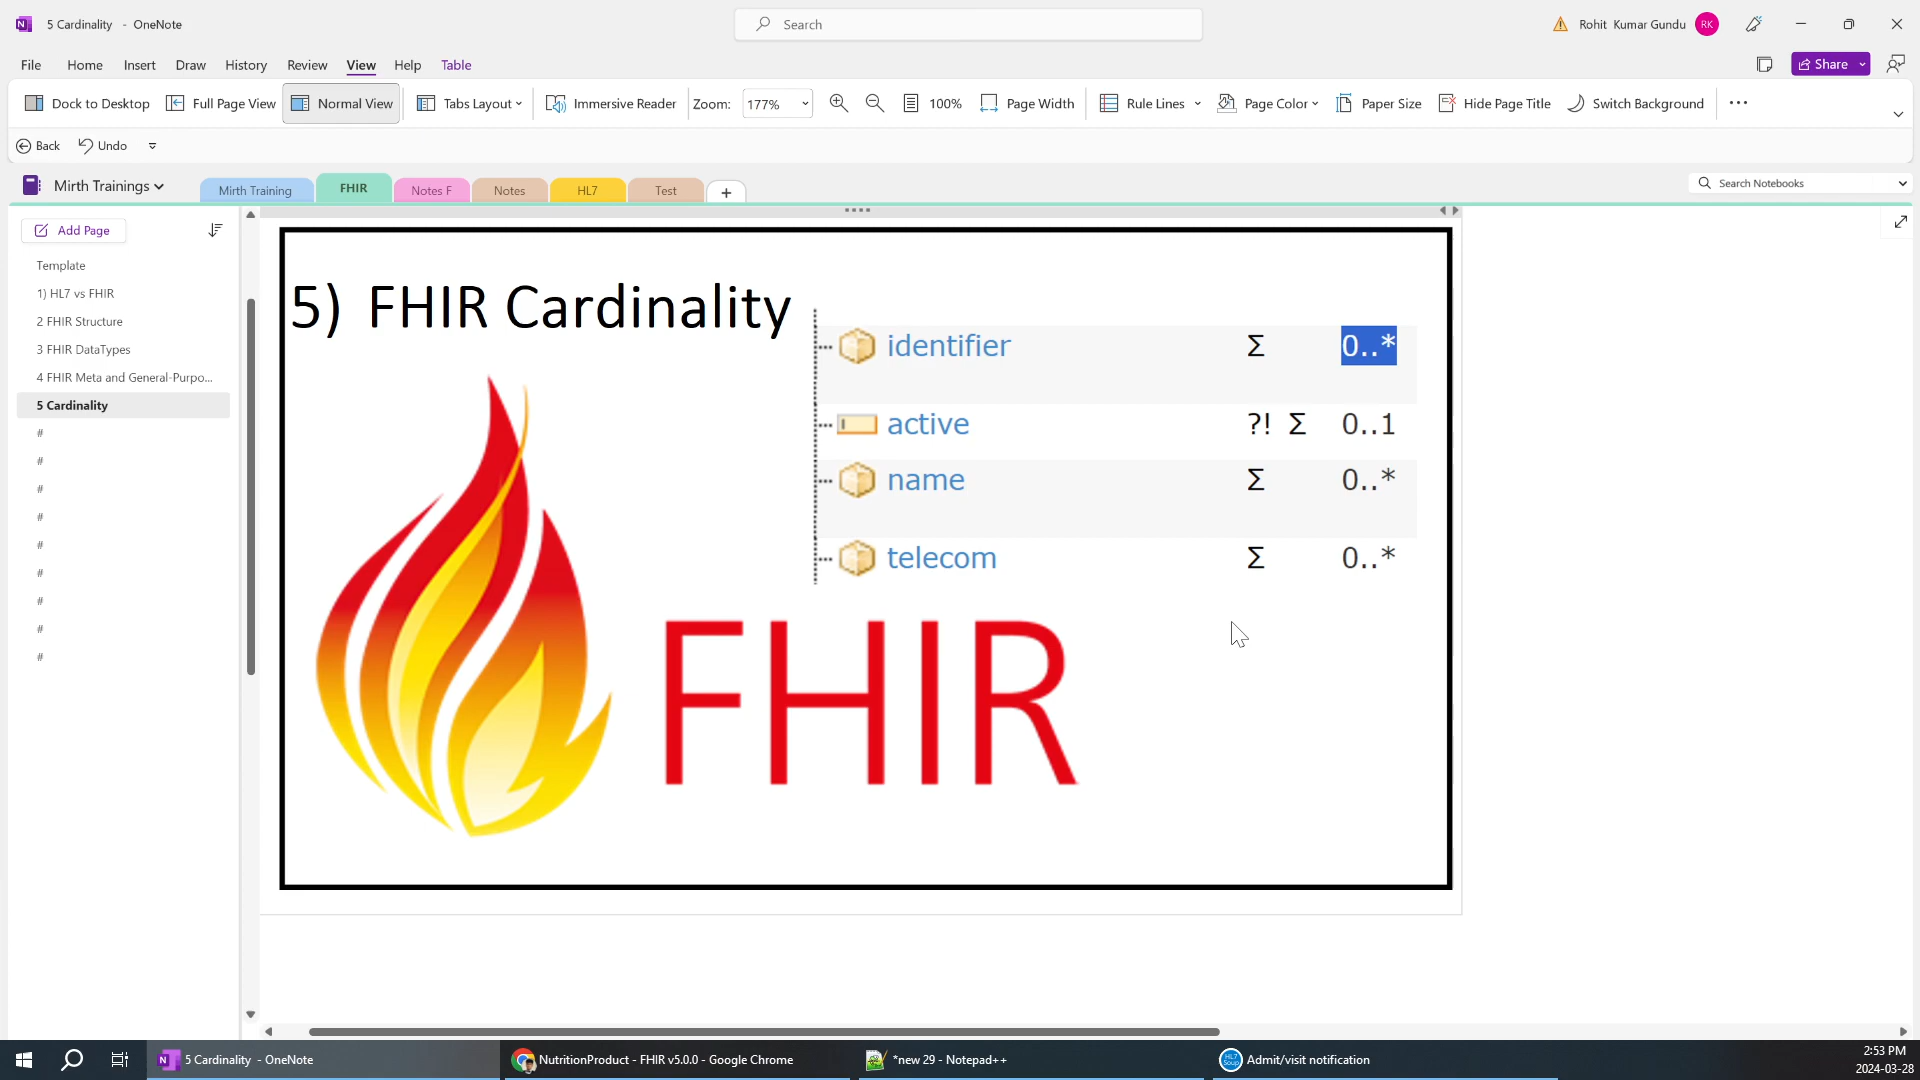 5 Cardinality - OneNote
Search
Rohit Kumar Gundu RK
File Home Insert Draw History Review View Help Table
Share
Dock to Desktop Full Page View Normal View Tabs Layout Immersive Reader Zoom: 177% 100% Page Width Rule Lines Page Color Paper Size Hide Page Title Switch Background
Back Undo
Mirth Trainings
Mirth Training FHIR Notes F Notes HL7 Test +
Search Notebooks
Add Page
Template
1) HL7 vs FHIR
2 FHIR Structure
3 FHIR DataTypes
4 FHIR Meta and General-Purpo...
5 Cardinality
#
#
#
#
#
#
#
#
#
5) FHIR Cardinality
identifier Σ 0..*
active ?! Σ 0..1
name Σ 0..*
telecom Σ 0..*
FHIR
5 Cardinality - OneNote
NutritionProduct - FHIR v5.0.0 - Google Chrome
*new 29 - Notepad++
HL7 Soup
Admit/visit notification
2:53 PM
2024-03-28